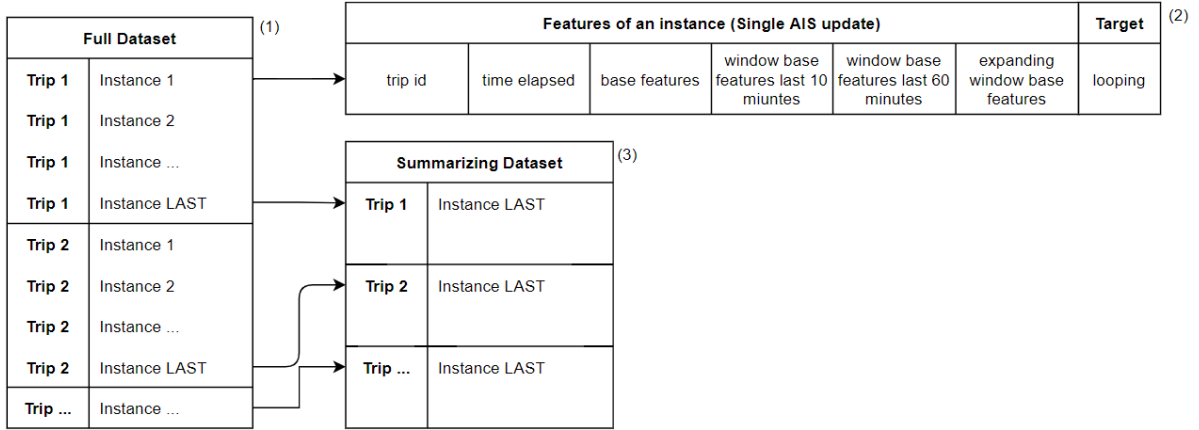 Full Dataset
(1)
Trip 1 Instance 1
Trip 1 Instance 2
Trip 1 Instance ...
Trip 1 Instance LAST
Trip 2 Instance 1
Trip 2 Instance 2
Trip 2 Instance ...
Trip 2 Instance LAST
Trip ... Instance ...
Features of an instance (Single AIS update)
Target
(2)
trip id
time elapsed
base features
window base
features last 10
miuntes
window base
features last 60
minutes
expanding
window base
features
looping
Summarizing Dataset
(3)
Trip 1 Instance LAST
Trip 2 Instance LAST
Trip ... Instance LAST